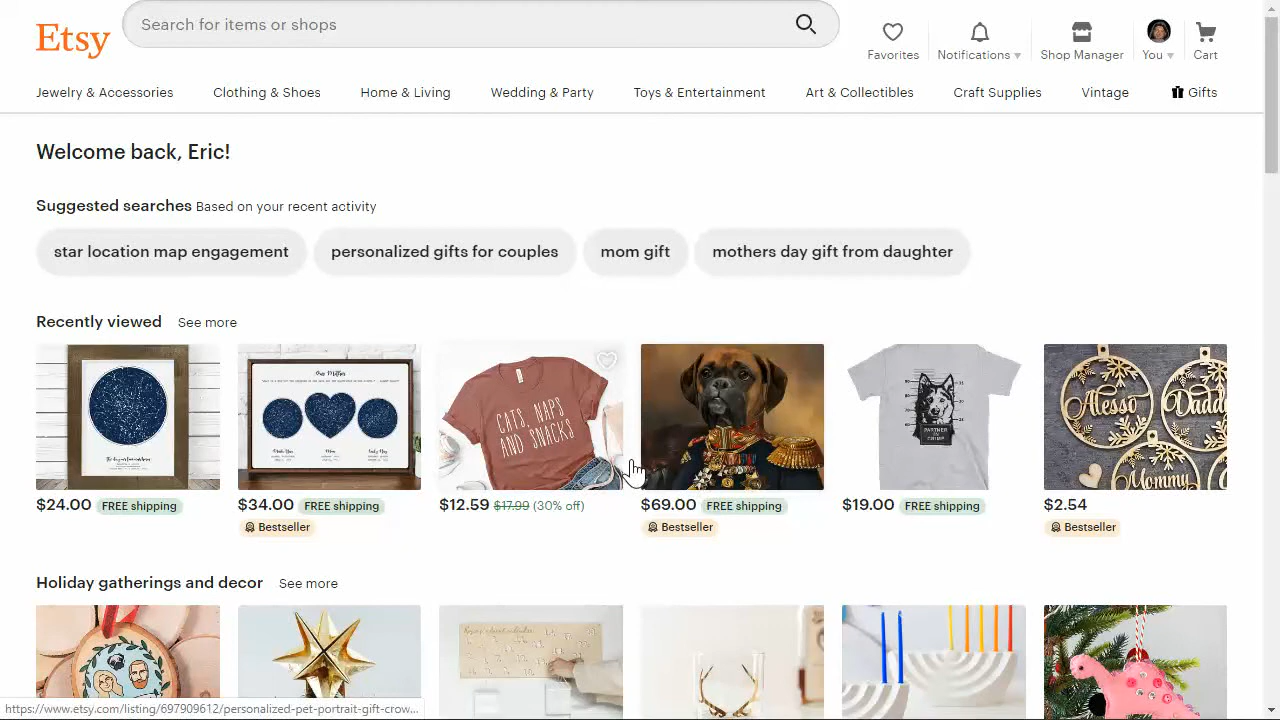 Etsy
Search for items or shops
Favorites
Notifications
Shop Manager
You
Cart
Jewelry & Accessories
Clothing & Shoes
Home & Living
Wedding & Party
Toys & Entertainment
Art & Collectibles
Craft Supplies
Vintage
Gifts
Welcome back, Eric!
Suggested searches Based on your recent activity
star location map engagement
personalized gifts for couples
mom gift
mothers day gift from daughter
Recently viewed See more
CATS, NAPS
AND SNACKS
PARTNER
IN
CRIME
Alesso
Daddy
Mommy
$24.00 FREE shipping
$34.00 FREE shipping
Bestseller
$12.59 $17.99 (30% off)
$69.00 FREE shipping
Bestseller
$19.00 FREE shipping
$2.54
Bestseller
Holiday gatherings and decor See more
https://www.etsy.com/listing/697909612/personalized-pet-portrait-gift-crow...